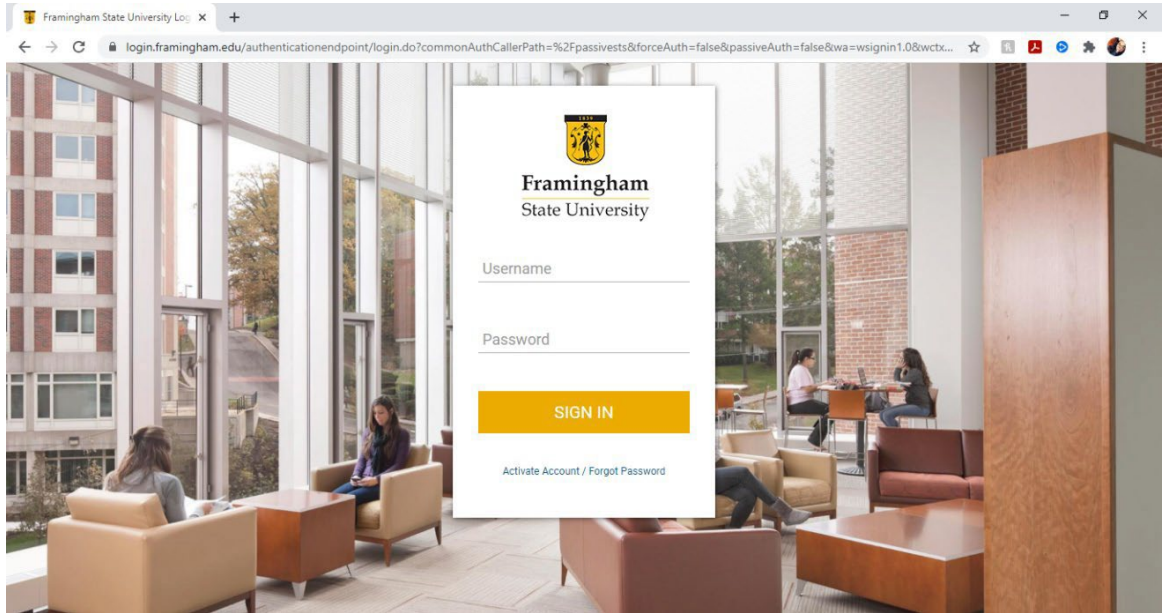 Framingham State University Log
login.framingham.edu/authenticationendpoint/login.do?commonAuthCallerPath=%2Fpassivests&forceAuth=false&passiveAuth=false&wa=wsignin1.0&wctx...
1839
Framingham
State University
Username
Password
SIGN IN
Activate Account / Forgot Password